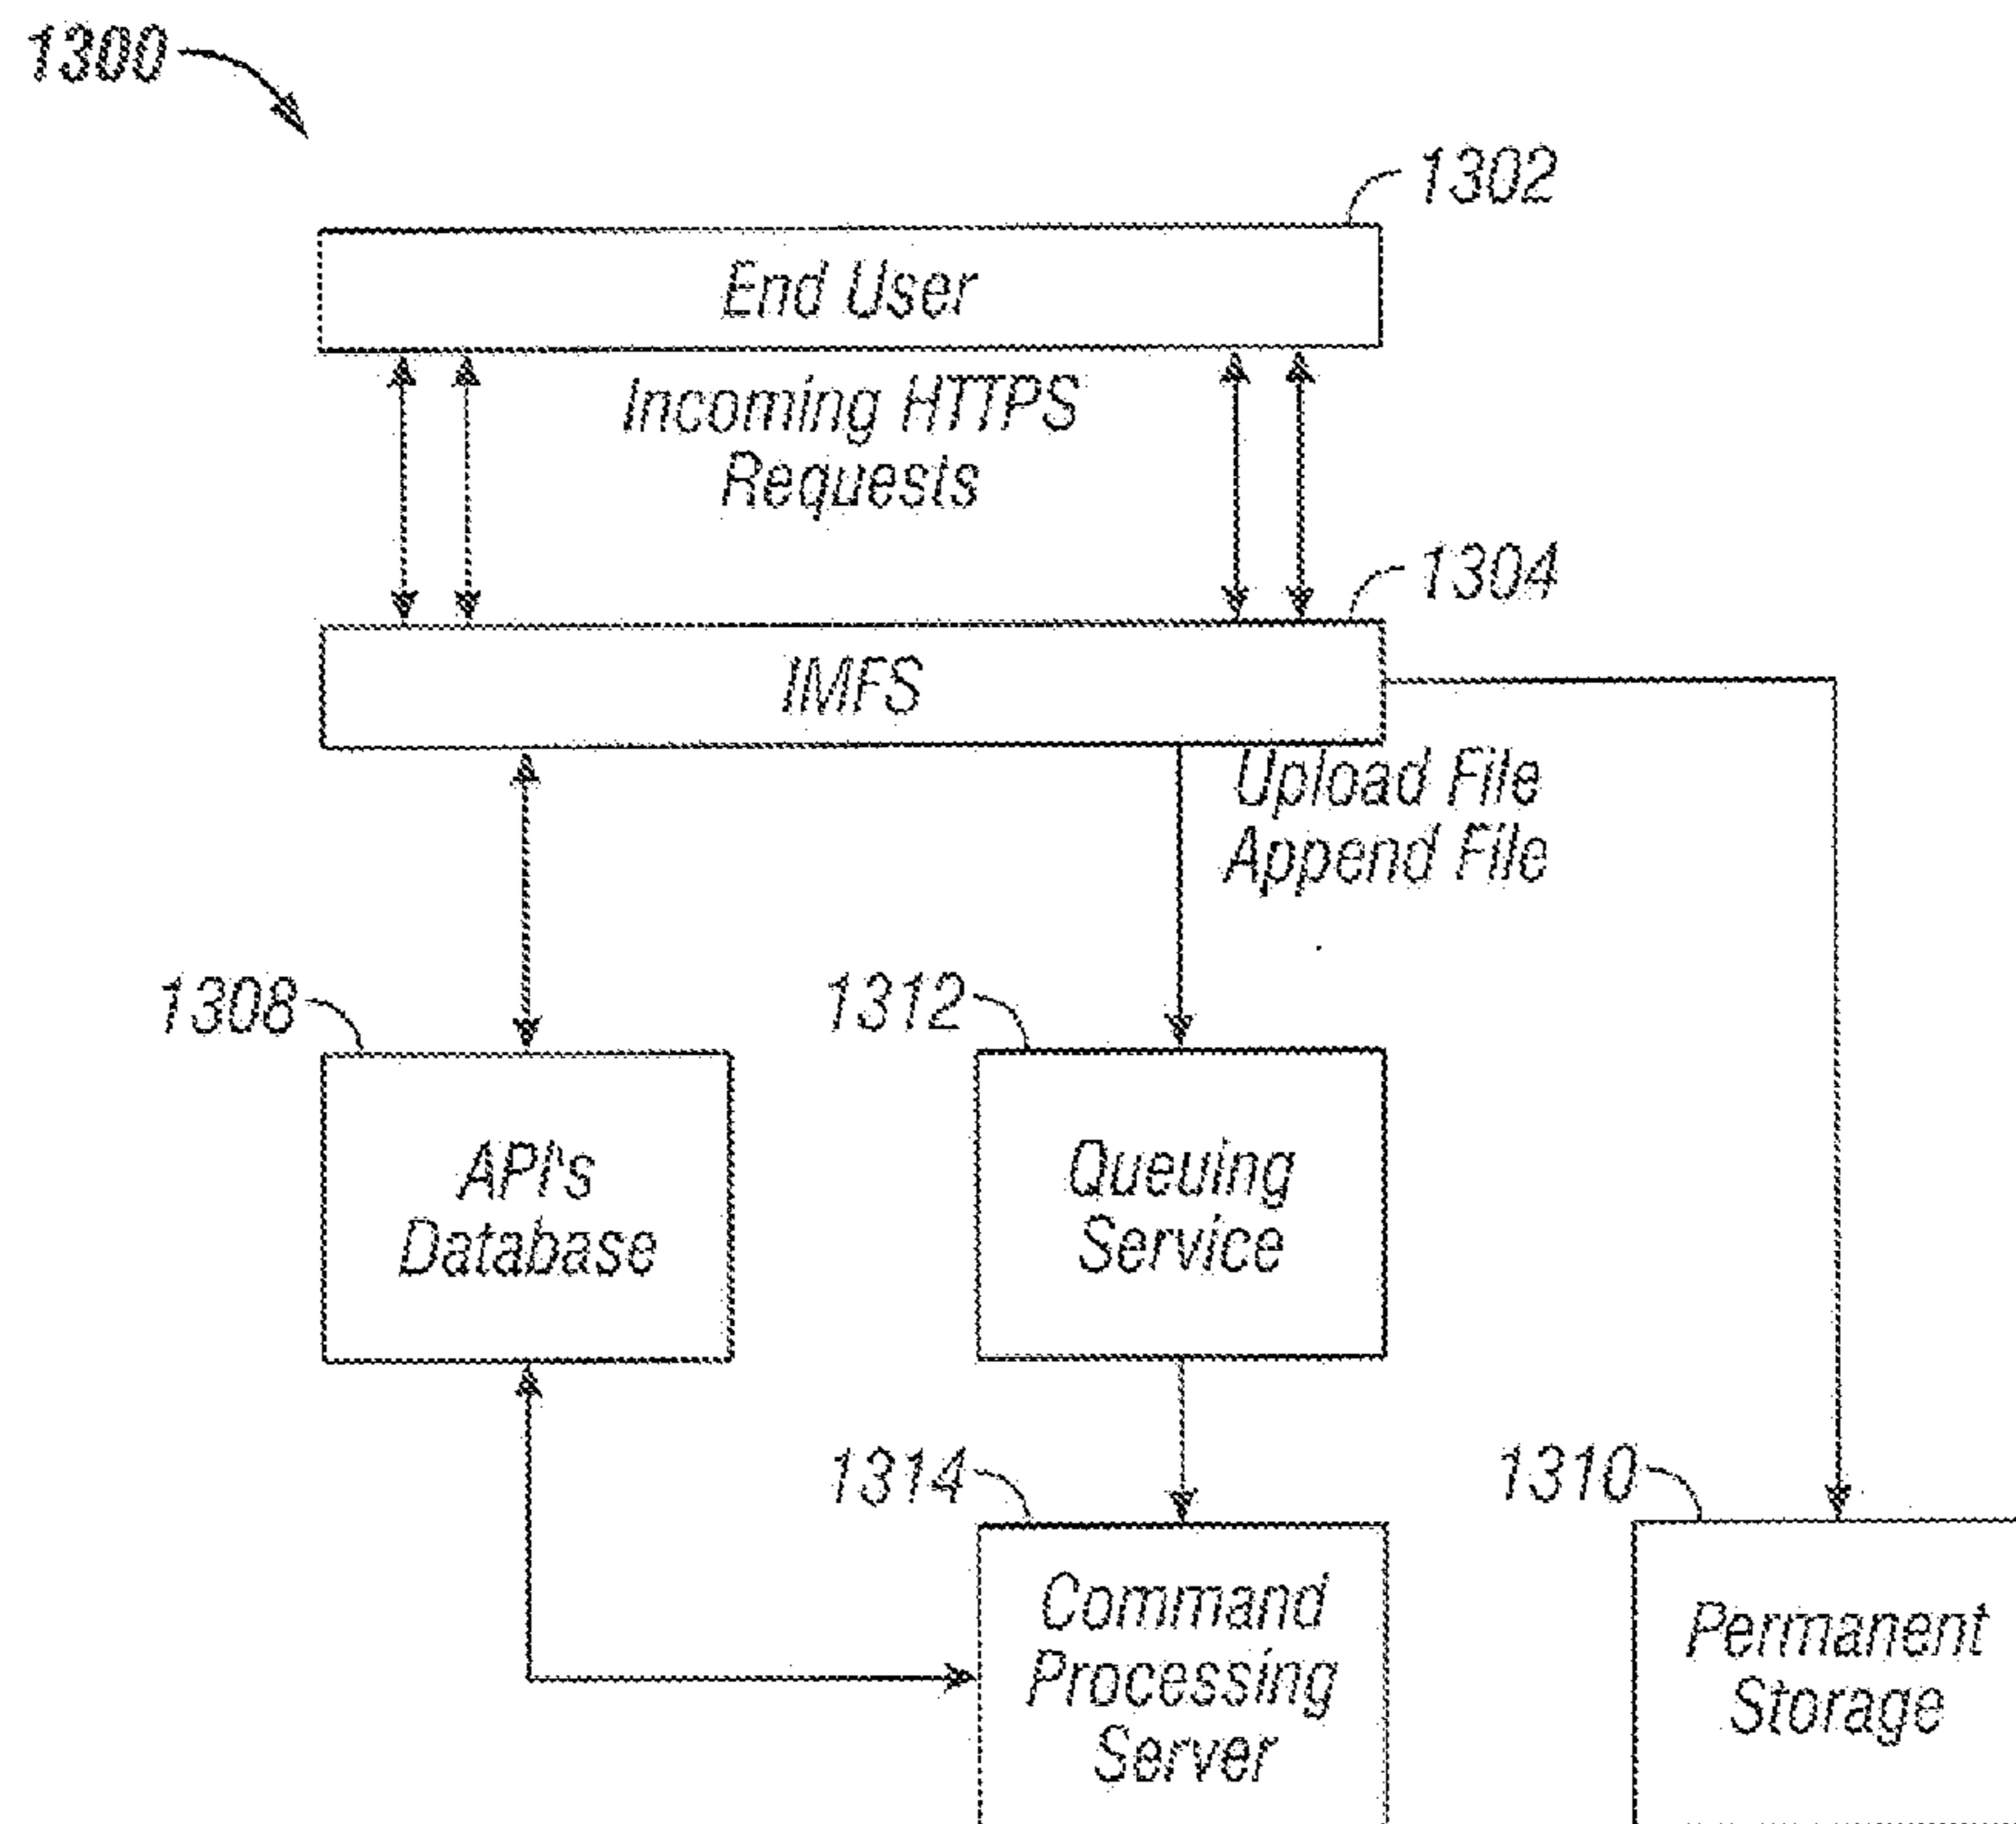 1300
1302
End User
Incoming HTTPS
Requests
1304
IMFS
Upload File
Append File
1308
1312
API's
Database
Queuing
Service
1314
1310
Command
Processing
Server
Permanent
Storage